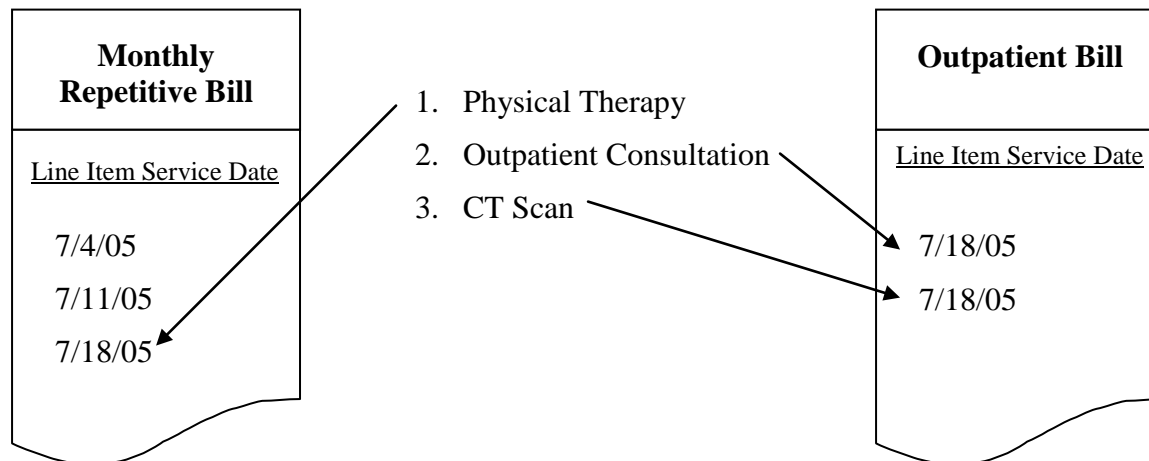 Monthly
Repetitive Bill
Line Item Service Date
7/4/05
7/11/05
7/18/05
1. Physical Therapy
2. Outpatient Consultation
3. CT Scan
Outpatient Bill
Line Item Service Date
7/18/05
7/18/05